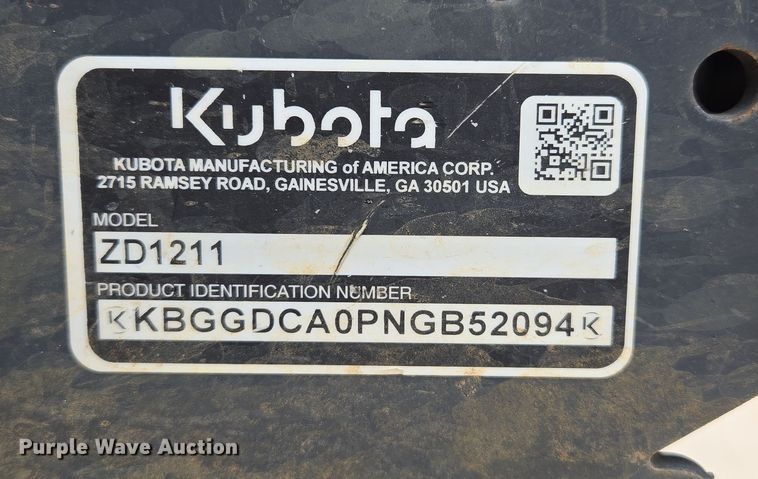 Kubota
KUBOTA MANUFACTURING of AMERICA CORP.
2715 RAMSEY ROAD, GAINESVILLE, GA 30501 USA
MODEL
ZD1211
PRODUCT IDENTIFICATION NUMBER
KKBGGDCA0PNGB52094K
Purple Wave Auction